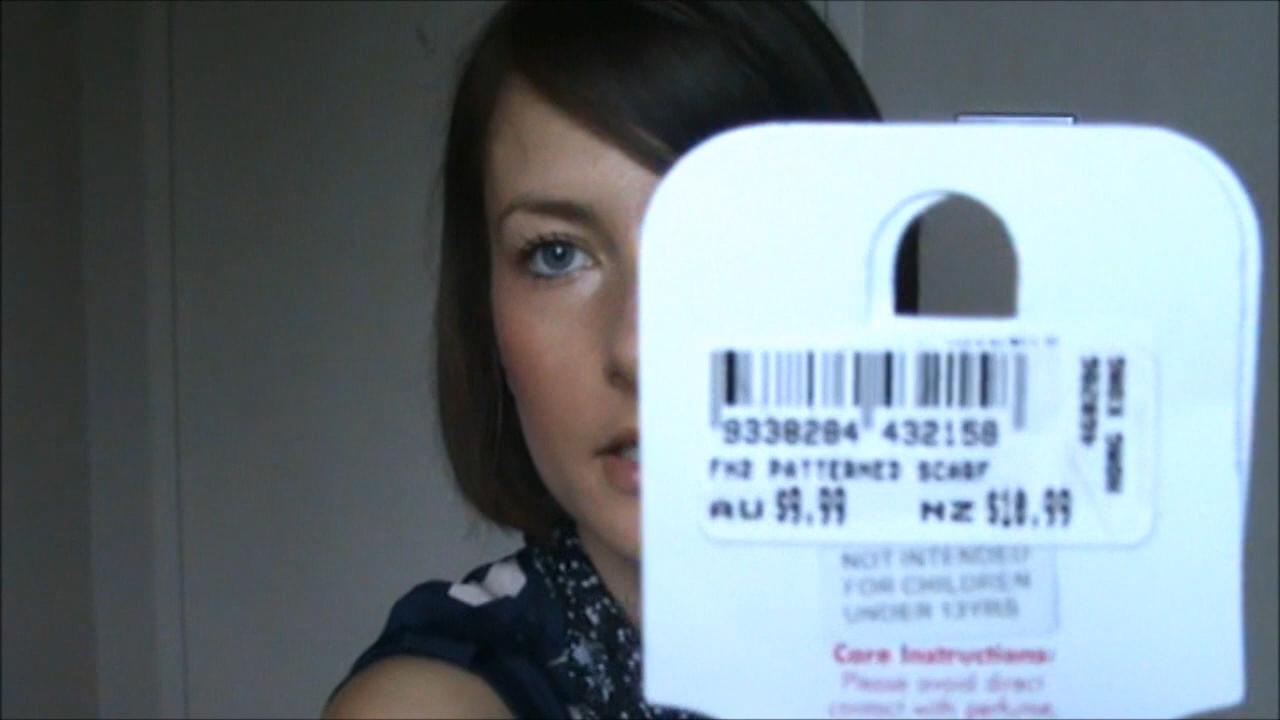 9338284 432158
FH2 PATTERNED SCARF
AU $9.99 NZ $10.99
NOT INTENDED
FOR CHILDREN
UNDER 13YRS
Care Instructions:
Please avoid direct
contact with perfume,